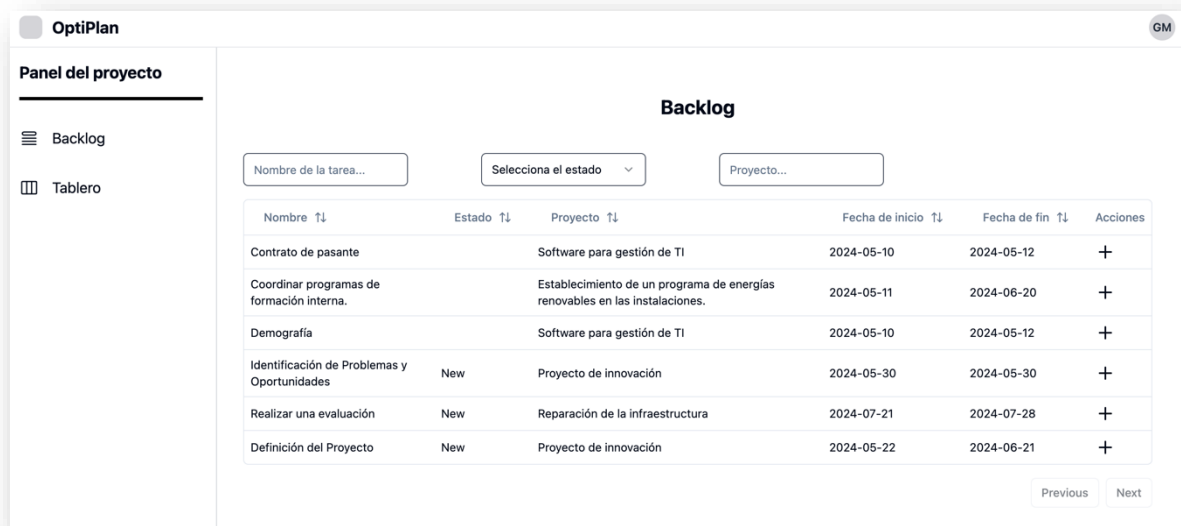 OptiPlan
GM
Panel del proyecto
Backlog
Tablero
Backlog
Nombre de la tarea...
Selecciona el estado
Proyecto...
Nombre Estado Proyecto Fecha de inicio Fecha de fin Acciones
Contrato de pasante Software para gestión de TI 2024-05-10 2024-05-12
Coordinar programas de
formación interna.
Establecimiento de un programa de energías
renovables en las instalaciones.
2024-05-11 2024-06-20
Demografía Software para gestión de TI 2024-05-10 2024-05-12
Identificación de Problemas y
Oportunidades
New Proyecto de innovación 2024-05-30 2024-05-30
Realizar una evaluación New Reparación de la infraestructura 2024-07-21 2024-07-28
Definición del Proyecto New Proyecto de innovación 2024-05-22 2024-06-21
Previous Next